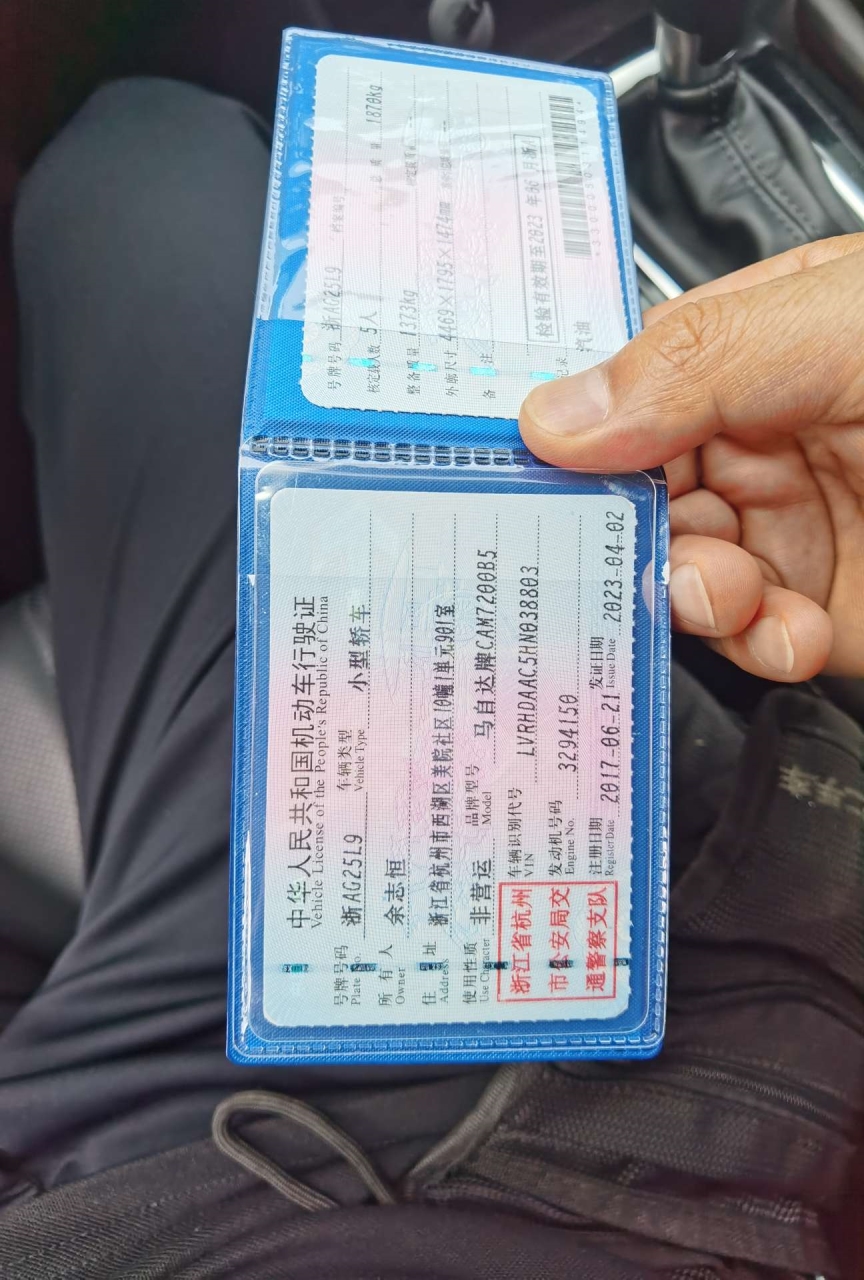 中华人民共和国机动车行驶证
Vehicle License of the People's Republic of China
号牌号码 浙AG25L9 车辆类型 小型轿车
Plate No. Vehicle Type
所有人 余志恒
Owner
住址 浙江省杭州市西湖区美院社区10幢1单元901室
Address
使用性质 非营运 品牌型号 马自达牌CAM7200B5
Use Character Model
车辆识别代号 LVRHDAAC5HN038803
VIN
发动机号码 3294150
Engine No.
注册日期 2017-06-21 发证日期 2023-04-02
Register Date Issue Date
浙江省杭州
市公安局交
通警察支队
号牌号码 浙AG25L9 档案编号
核定载人数 5人 总质量 1870kg
整备质量 1373kg
外廓尺寸 4469×1795×1474mm
备注
检验有效期至2023年
记录 汽油